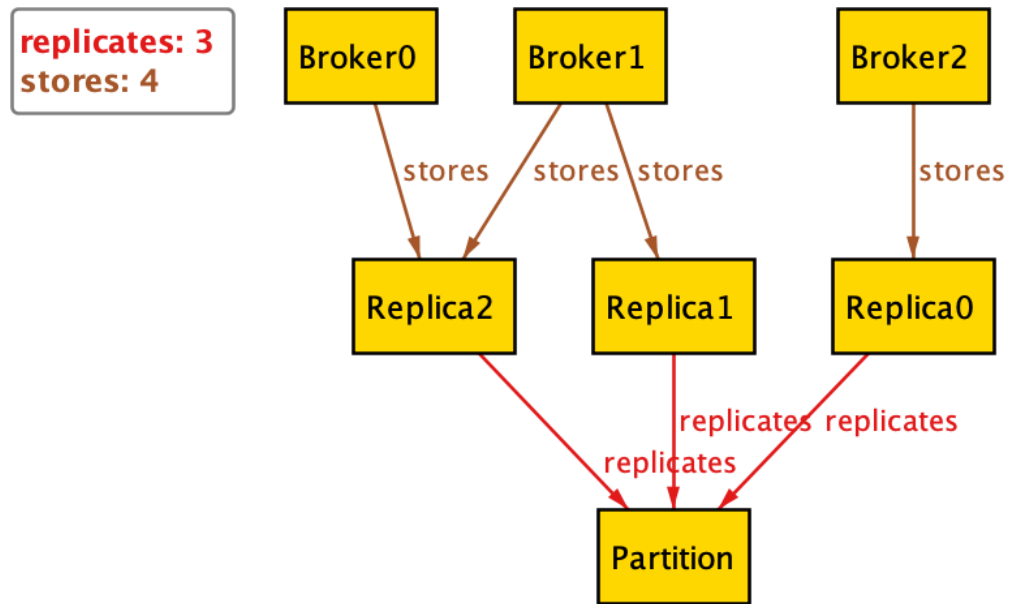 replicates: 3
stores: 4
Broker0
Broker1
Broker2
stores
stores
stores
stores
Replica2
Replica1
Replica0
replicates
replicates
replicates
Partition